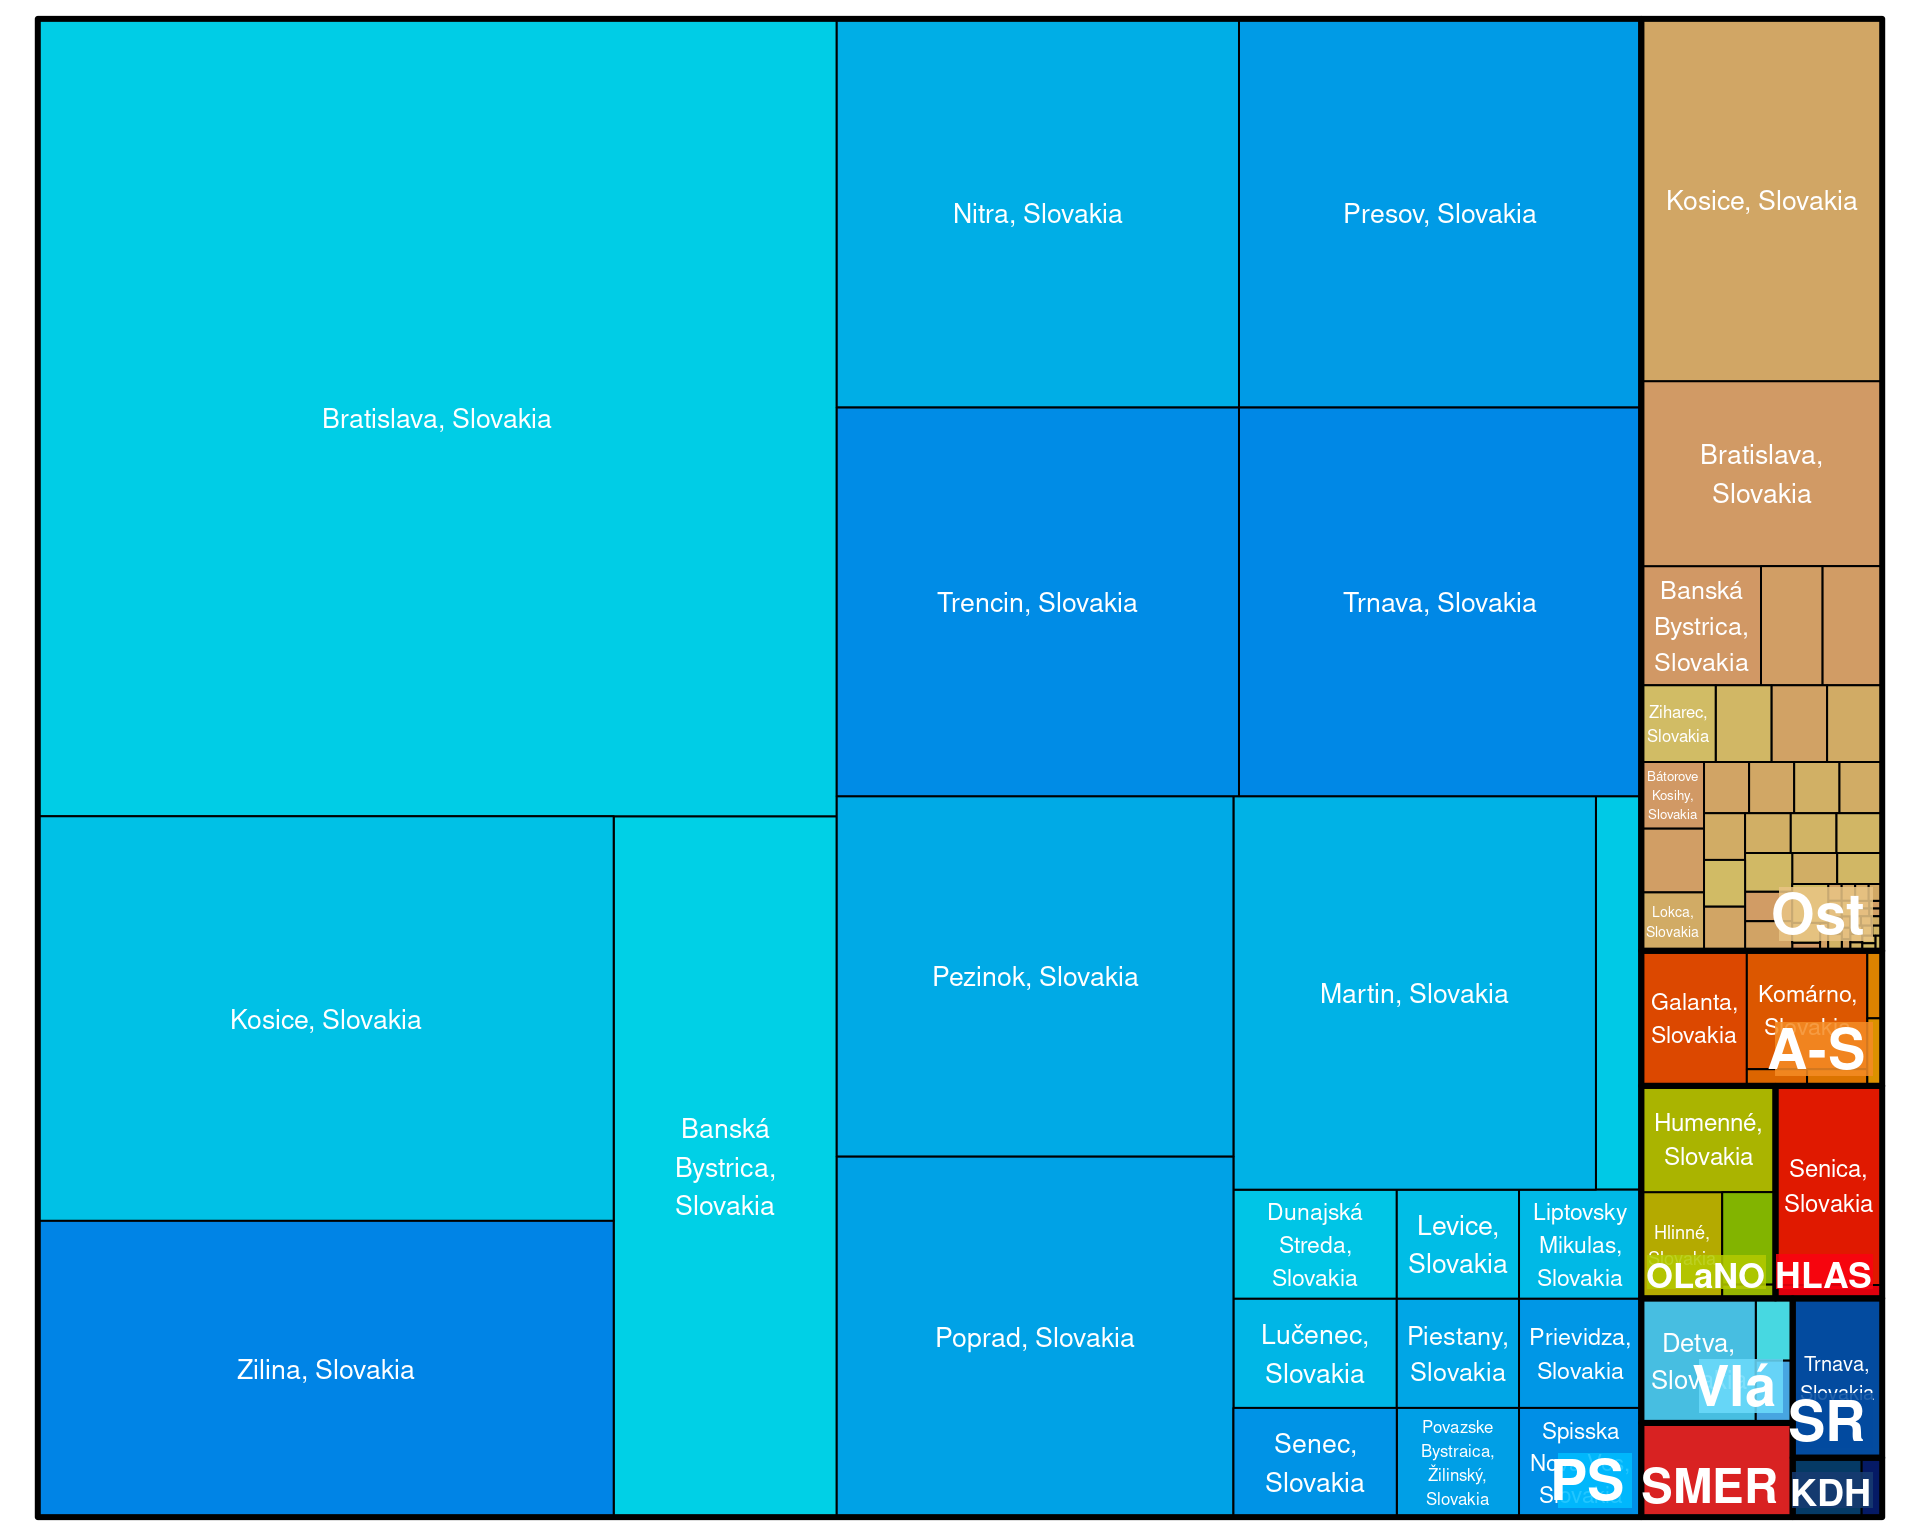 Bratislava, Slovakia
Kosice, Slovakia
Zilina, Slovakia
Banská
Bystrica,
Slovakia
Nitra, Slovakia
Presov, Slovakia
Trencin, Slovakia
Trnava, Slovakia
Pezinok, Slovakia
Poprad, Slovakia
Martin, Slovakia
Dunajská
Streda,
Slovakia
Levice,
Slovakia
Liptovsky
Mikulas,
Slovakia
Lučenec,
Slovakia
Piestany,
Slovakia
Prievidza,
Slovakia
Senec,
Slovakia
Povazske
Bystraica,
Žilinský,
Slovakia
Spisska
PS
Kosice, Slovakia
Bratislava,
Slovakia
Banská
Bystrica,
Slovakia
Ziharec,
Slovakia
Bátorove
Kosihy,
Slovakia
Lokca,
Slovakia
Ost
Galanta,
Slovakia
Komárno,
Slovakia
A-S
Humenné,
Slovakia
Hlinné,
Slovakia
OLaNO
Senica,
Slovakia
HLAS
Detva,
Vlá
Trnava,
Slovakia
SR
SMER
KDH